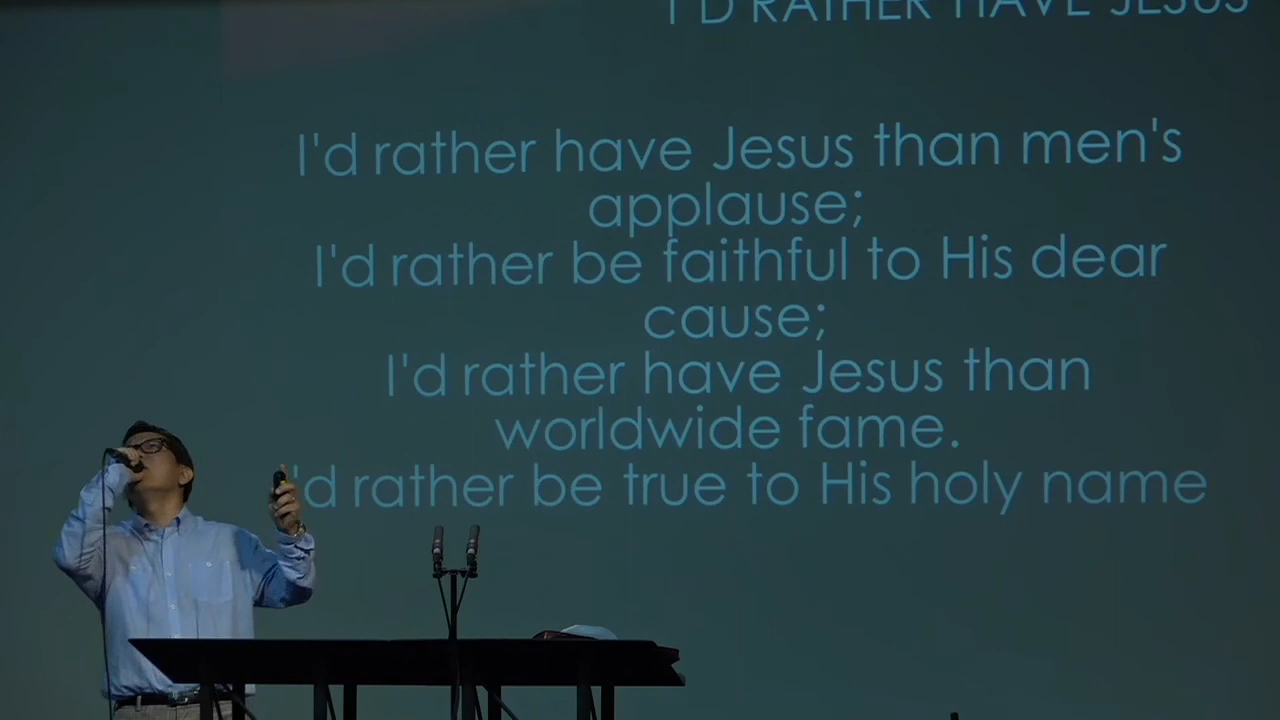 I'D RATHER HAVE JESUS
I'd rather have Jesus than men's
applause;
I'd rather be faithful to His dear
cause;
I'd rather have Jesus than
worldwide fame.
I'd rather be true to His holy name